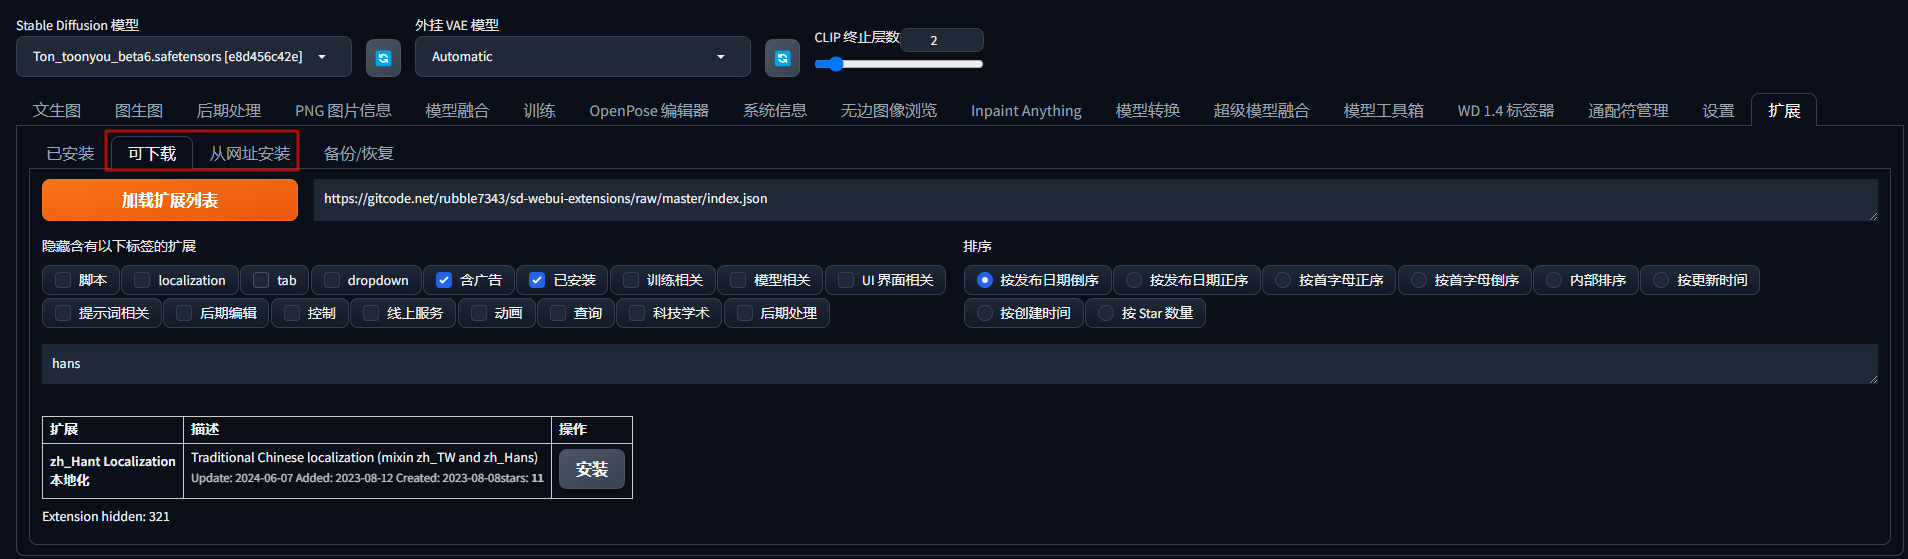 Stable Diffusion 模型
外挂 VAE 模型
CLIP 终止层数
2
Ton_toonyou_beta6.safetensors [e8d456c42e]
Automatic
文生图 图生图 后期处理 PNG 图片信息 模型融合 训练 OpenPose 编辑器 系统信息 无边图像浏览 Inpaint Anything 模型转换 超级模型融合 模型工具箱 WD 1.4 标签器 通配符管理 设置 扩展
已安装 可下载 从网址安装 备份/恢复
加载扩展列表
https://gitcode.net/rubble7343/sd-webui-extensions/raw/master/index.json
隐藏含有以下标签的扩展
脚本 localization tab dropdown 含广告 已安装 训练相关 模型相关 UI 界面相关
提示词相关 后期编辑 控制 线上服务 动画 查询 科技学术 后期处理
排序
按发布日期倒序 按发布日期正序 按首字母正序 按首字母倒序 内部排序 按更新时间
按创建时间 按 Star 数量
hans
扩展 描述 操作
zh_Hant Localization
本地化
Traditional Chinese localization (mixin zh_TW and zh_Hans)
Update: 2024-06-07 Added: 2023-08-12 Created: 2023-08-08stars: 11
安装
Extension hidden: 321